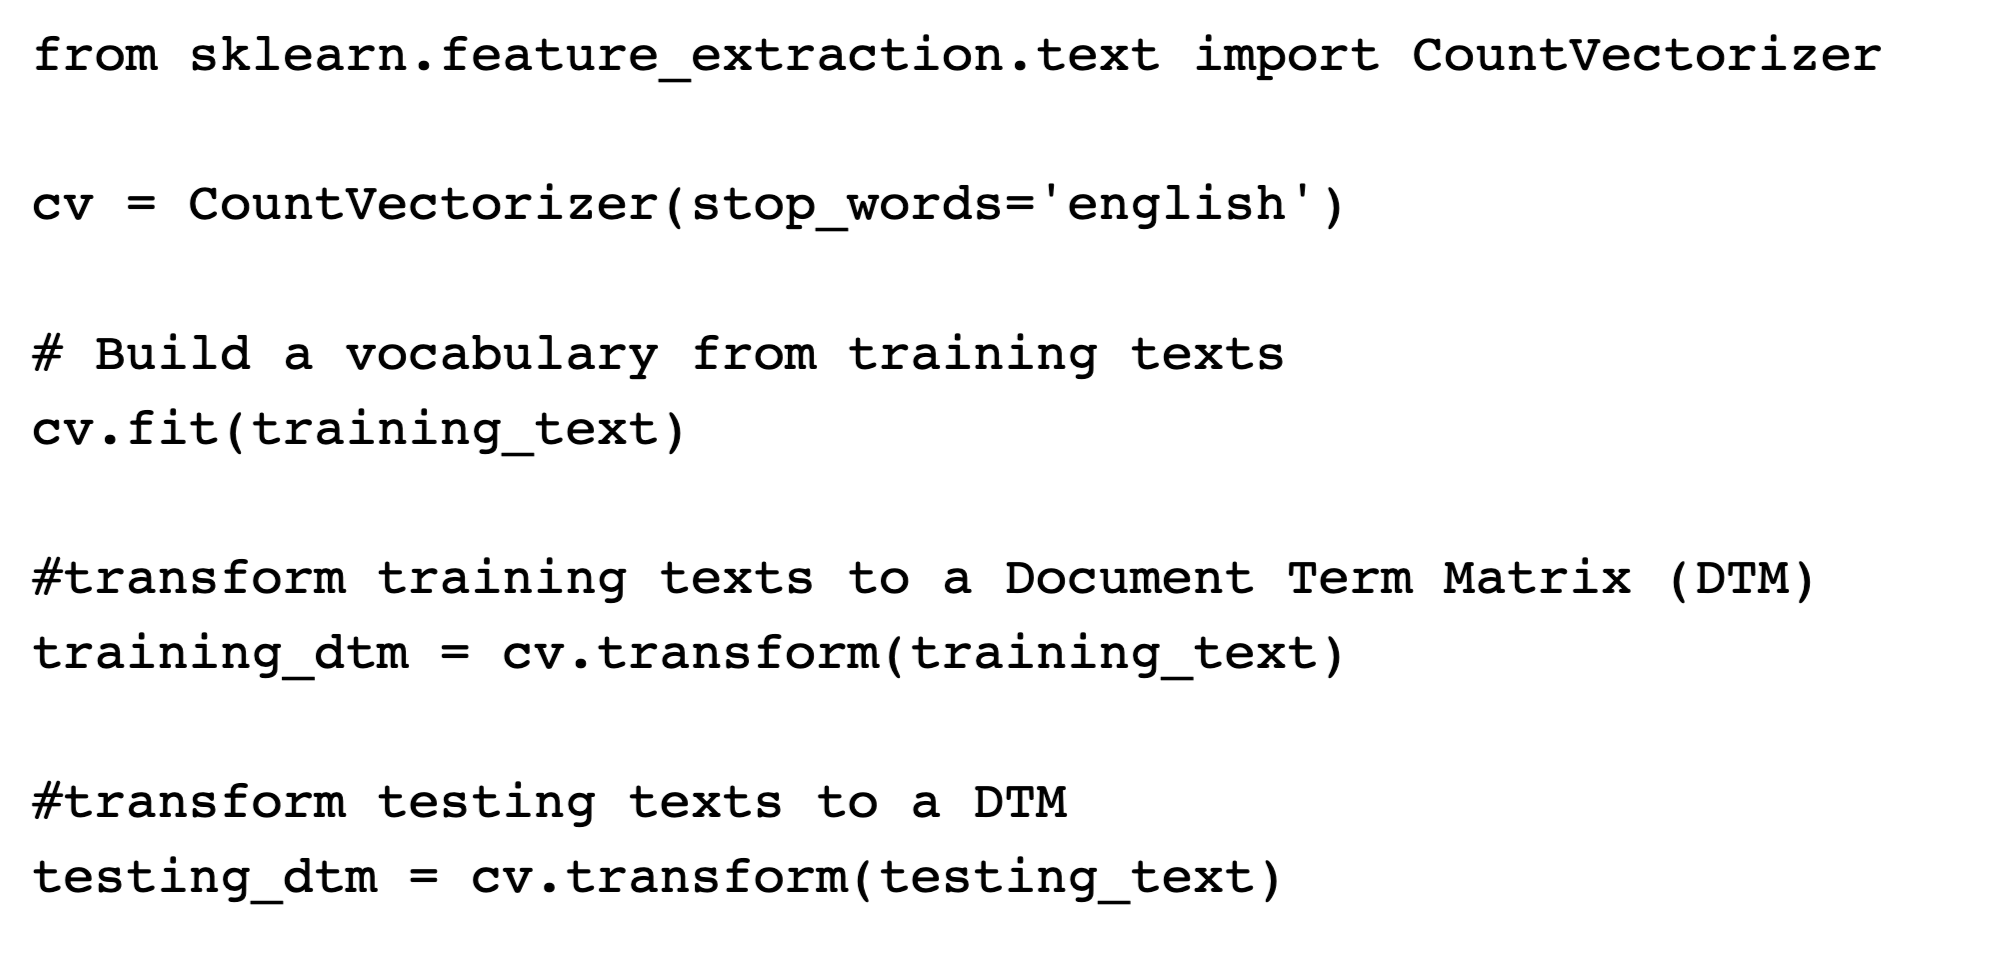 from sklearn.feature_extraction.text import CountVectorizer
cv = CountVectorizer(stop_words='english')
# Build a vocabulary from training texts
cv.fit(training_text)
#transform training texts to a Document Term Matrix (DTM)
training_dtm = cv.transform(training_text)
#transform testing texts to a DTM
testing_dtm = cv.transform(testing_text)